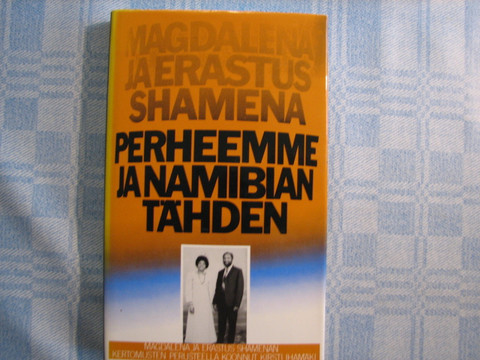 MAGDALENA
JA ERASTUS
SHAMENA
PERHEEMME
JA NAMIBIAN
TÄHDEN
MAGDALENA JA ERASTUS SHAMENAN
KERTOMUSTEN PERUSTEELLA KOONNUT KIRSTI IHAMÄKI